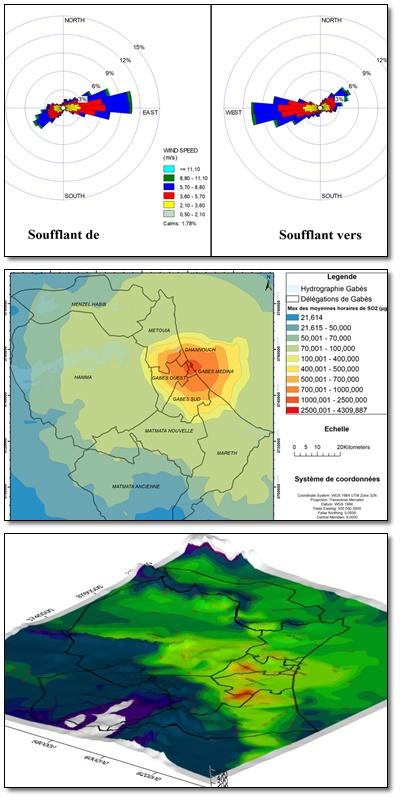 NORTH
15%
12%
9%
6%
3%
EAST
SOUTH
WIND SPEED
(m/s)
>= 11,10
8,80 - 11,10
5,70 - 8,80
3,60 - 5,70
2,10 - 3,60
0,50 - 2,10
Calms: 1.78%
Soufflant de
NORTH
12%
9%
6%
3%
WEST
SOUTH
Soufflant vers
N
MENZEL HABIB
METOUIA
GHANNOUCH
HAMMA
GABES OUEST
GABES MEDINA
GABES SUD
MATMATA NOUVELLE
MARETH
MATMATA ANCIENNE
Legende
Hydrographie Gabès
Délégations de Gabès
Max des moyennes horaires de SO2 (µg
21,614
21,615 - 50,000
50,001 - 70,000
70,001 - 100,000
100,001 - 400,000
400,001 - 500,000
500,001 - 700,000
700,001 - 1000,000
1000,001 - 2500,000
2500,001 - 4309,887
Echelle
0 5 10 20Kilometers
Système de coordonnées
Coordinate System: WGS 1984 UTM Zone 32N
Projection: Transverse Mercator
Datum: WGS 1984
False Easting: 500 000,0000
False Northing: 0,0000
Central Meridian: 9,0000